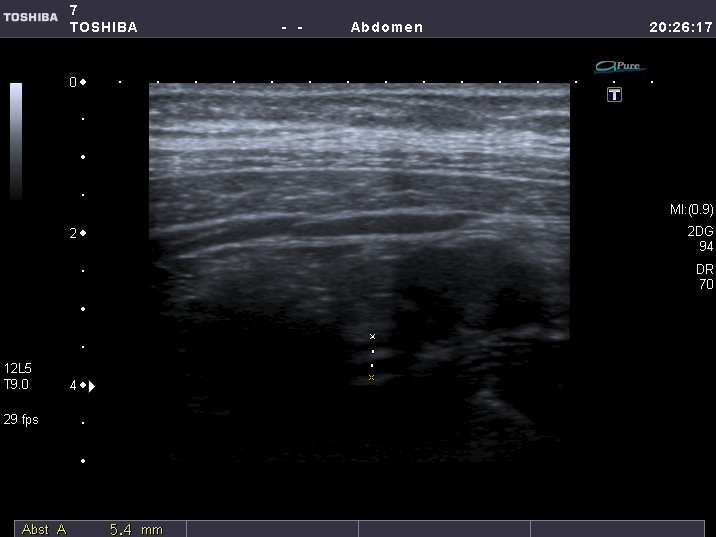 TOSHIBA
7
TOSHIBA - - Abdomen 20:26:17
aPure
T
0
2
4
MI:(0.9)
2DG
94
DR
70
12L5
T9.0
29 fps
Abst A 5.4 mm